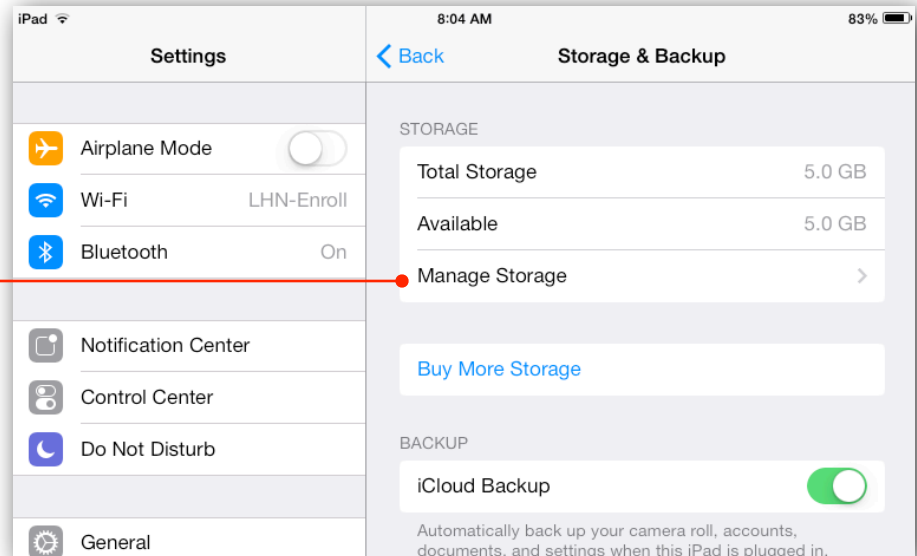 iPad 8:04 AM 83%
Settings
Back Storage & Backup
Airplane Mode
Wi-Fi LHN-Enroll
Bluetooth On
Notification Center
Control Center
Do Not Disturb
General
STORAGE
Total Storage 5.0 GB
Available 5.0 GB
Manage Storage
Buy More Storage
BACKUP
iCloud Backup
Automatically back up your camera roll, accounts,
documents, and settings when this iPad is plugged in,